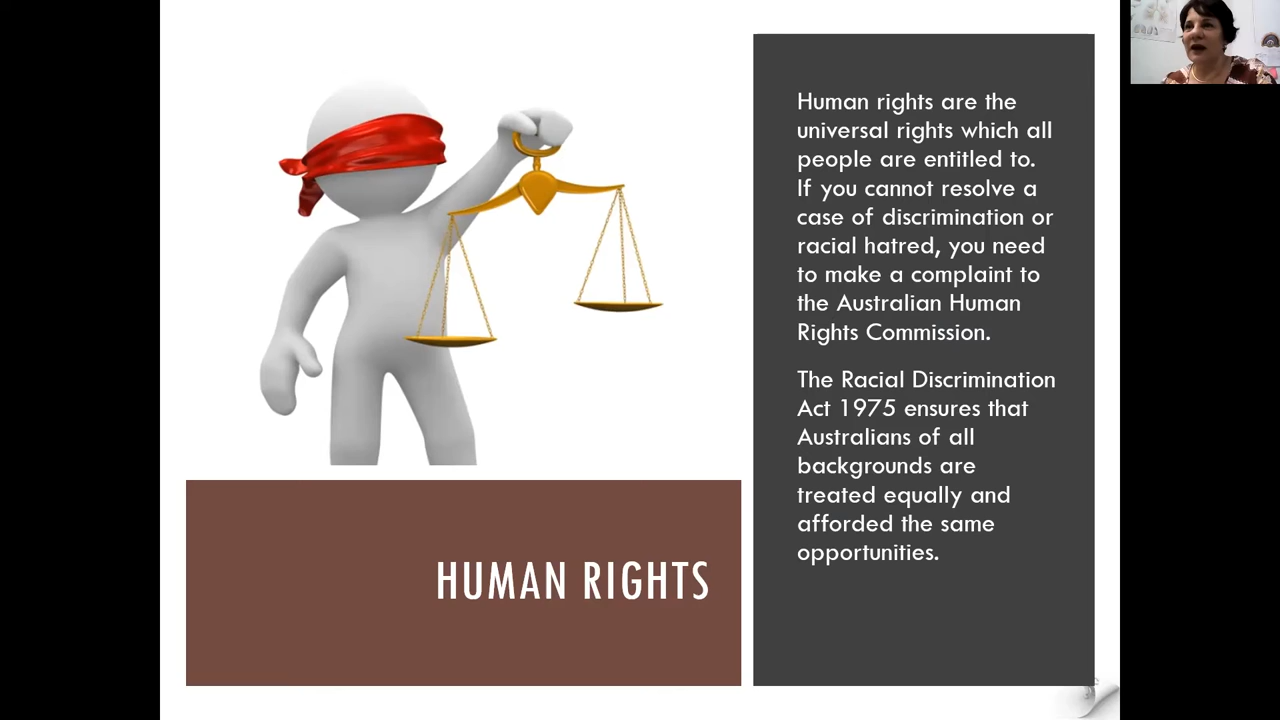 Human rights are the
universal rights which all
people are entitled to.
If you cannot resolve a
case of discrimination or
racial hatred, you need
to make a complaint to
the Australian Human
Rights Commission.
The Racial Discrimination
Act 1975 ensures that
Australians of all
backgrounds are
treated equally and
afforded the same
opportunities.
HUMAN RIGHTS